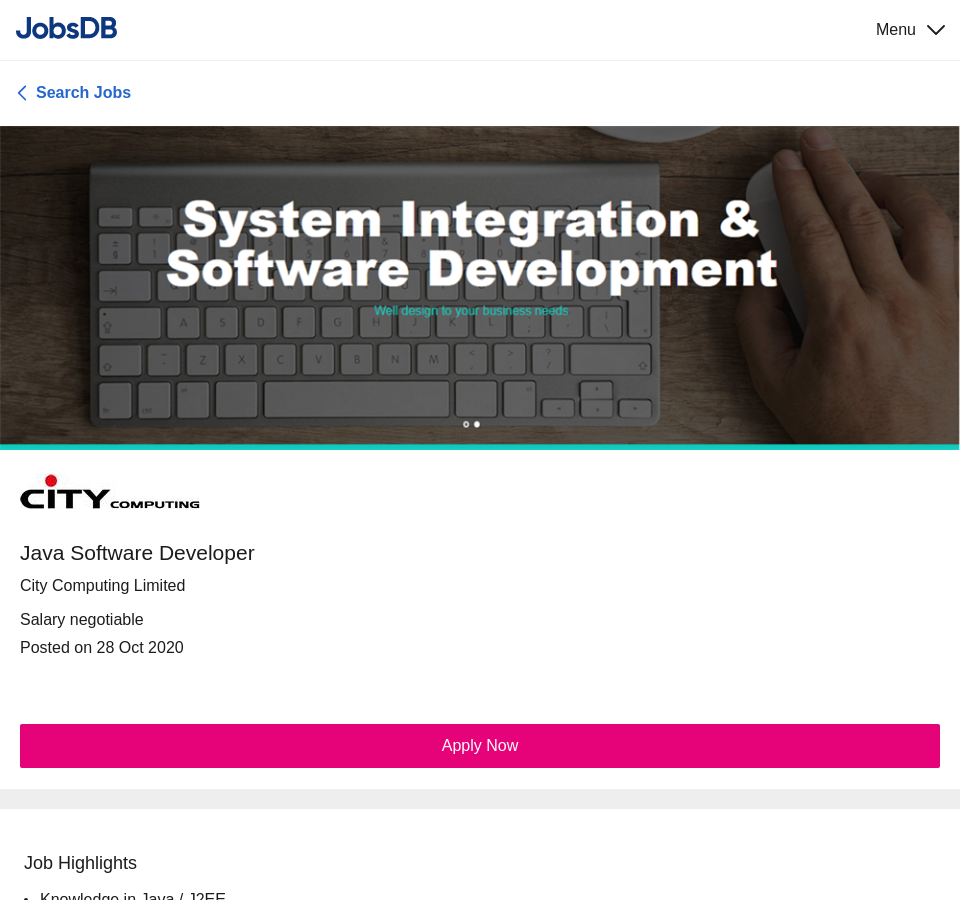 JobsDB
Menu
Search Jobs
System Integration &
Software Development
Well design to your business needs
CiTY COMPUTING
Java Software Developer
City Computing Limited
Salary negotiable
Posted on 28 Oct 2020
Apply Now
Job Highlights
• Knowledge in Java / J2EE